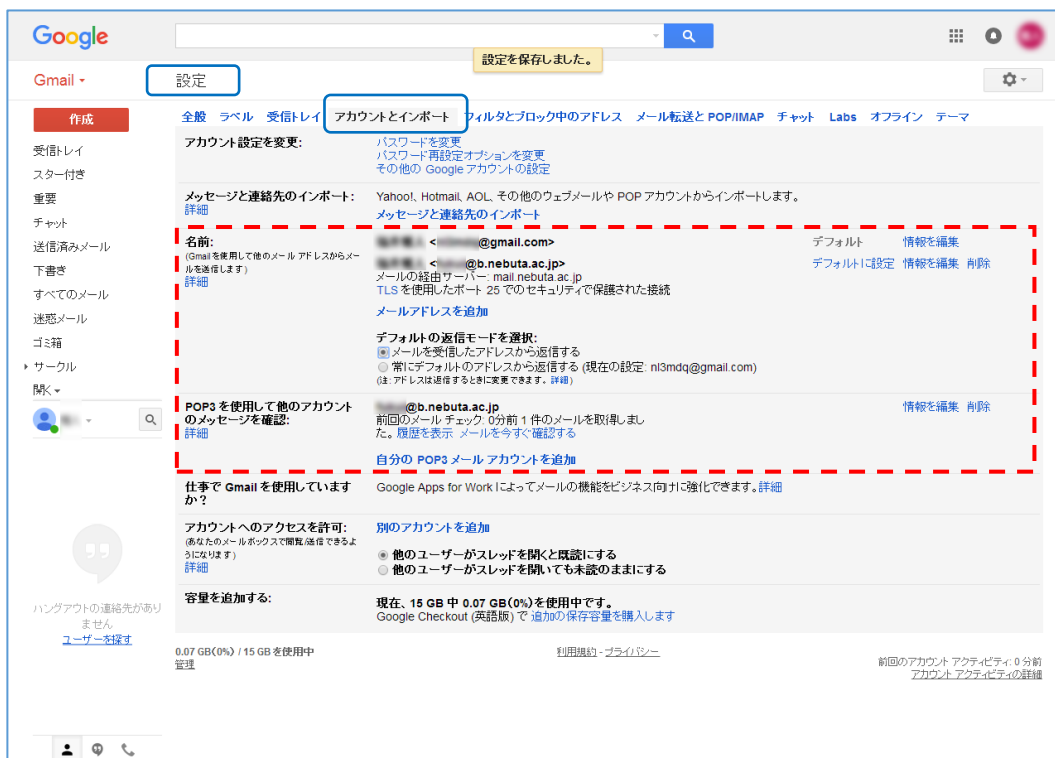 Google
設定を保存しました。
Gmail
設定
作成
全般 ラベル 受信トレイ アカウントとインポート フィルタとブロック中のアドレス メール転送と POP/IMAP チャット Labs オフライン テーマ
受信トレイ
スター付き
重要
チャット
送信済みメール
下書き
すべてのメール
迷惑メール
ゴミ箱
サークル
開く
アカウント設定を変更:
パスワードを変更
パスワード再設定オプションを変更
その他の Google アカウントの設定
メッセージと連絡先のインポート:
詳細
Yahoo!、Hotmail、AOL、その他のウェブメールや POP アカウントからインポートします。
メッセージと連絡先のインポート
名前:
(Gmail を使用して他のメール アドレスからメー
ルを送信します)
詳細
< @gmail.com> デフォルト 情報を編集
< @b.nebuta.ac.jp> デフォルトに設定 情報を編集 削除
メールの経由サーバー: mail.nebuta.ac.jp
TLS を使用したポート 25 でのセキュリティで保護された接続
メールアドレスを追加
デフォルトの返信モードを選択:
メールを受信したアドレスから返信する
常にデフォルトのアドレスから返信する (現在の設定: nl3mdq@gmail.com)
(注: アドレスは返信するときに変更できます。詳細)
POP3 を使用して他のアカウント
のメッセージを確認:
詳細
@b.nebuta.ac.jp 情報を編集 削除
前回のメール チェック: 0分前 1 件のメールを取得しまし
た。 履歴を表示 メールを今すぐ確認する
自分の POP3 メール アカウントを追加
仕事で Gmail を使用しています
か?
Google Apps for Work によってメールの機能をビジネス向けに強化できます。詳細
アカウントへのアクセスを許可:
(あなたのメールボックスで閲覧/送信できるよ
うになります)
詳細
別のアカウントを追加
他のユーザーがスレッドを開くと既読にする
他のユーザーがスレッドを開いても未読のままにする
容量を追加する:
現在、15 GB 中 0.07 GB(0%)を使用中です。
Google Checkout (英語版) で 追加の保存容量を購入します
ハングアウトの連絡先があり
ません
ユーザーを探す
0.07 GB(0%) / 15 GB を使用中
管理
利用規約 - プライバシー
前回のアカウント アクティビティ: 0 分前
アカウント アクティビティの詳細